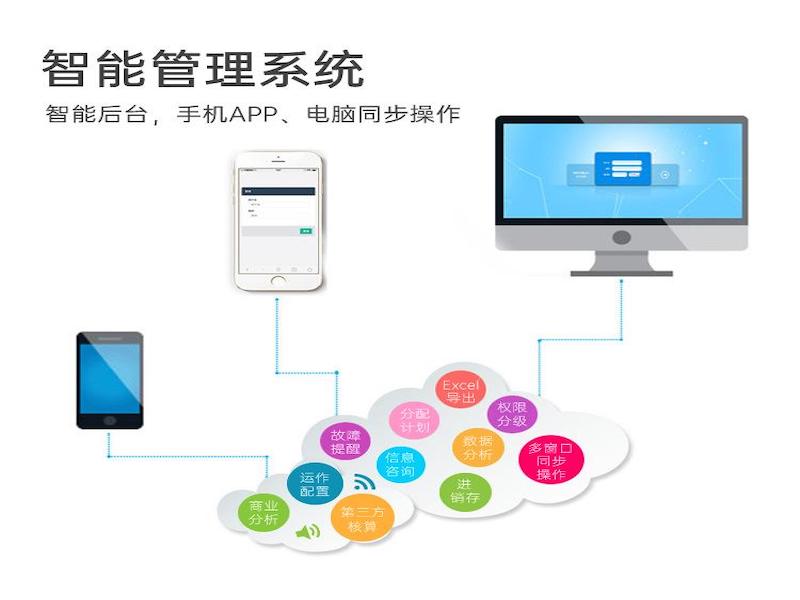 智能管理系统
智能后台，手机APP、电脑同步操作
Excel
导出
分配
计划
权限
分级
故障
提醒
数据
分析
多窗口
同步
操作
信息
咨询
运作
配置
进
销存
商业
分析
第三方
核算